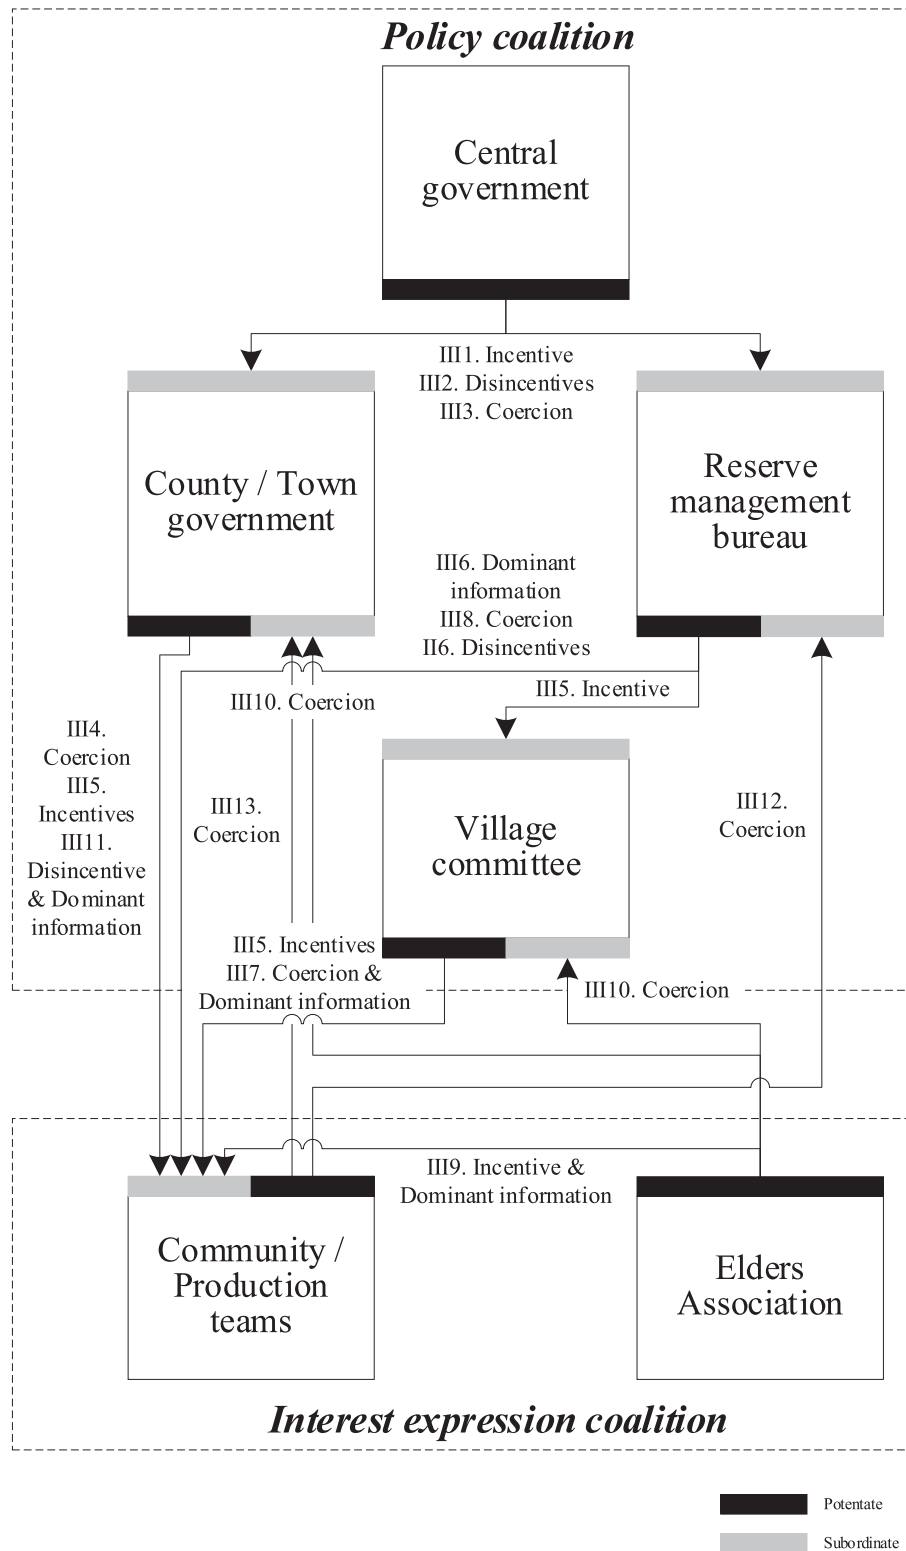 Policy coalition
Central
government
III1. Incentive
III2. Disincentives
III3. Coercion
County / Town
government
Reserve
management
bureau
III6. Dominant
information
III8. Coercion
II6. Disincentives
III5. Incentive
III10. Coercion
III4.
Coercion
III5.
Incentives
III11.
Disincentive
& Dominant
information
III13.
Coercion
Village
committee
III12.
Coercion
III5. Incentives
III7. Coercion &
Dominant information
III10. Coercion
III9. Incentive &
Dominant information
Community /
Production
teams
Elders
Association
Interest expression coalition
Potentate
Subordinate